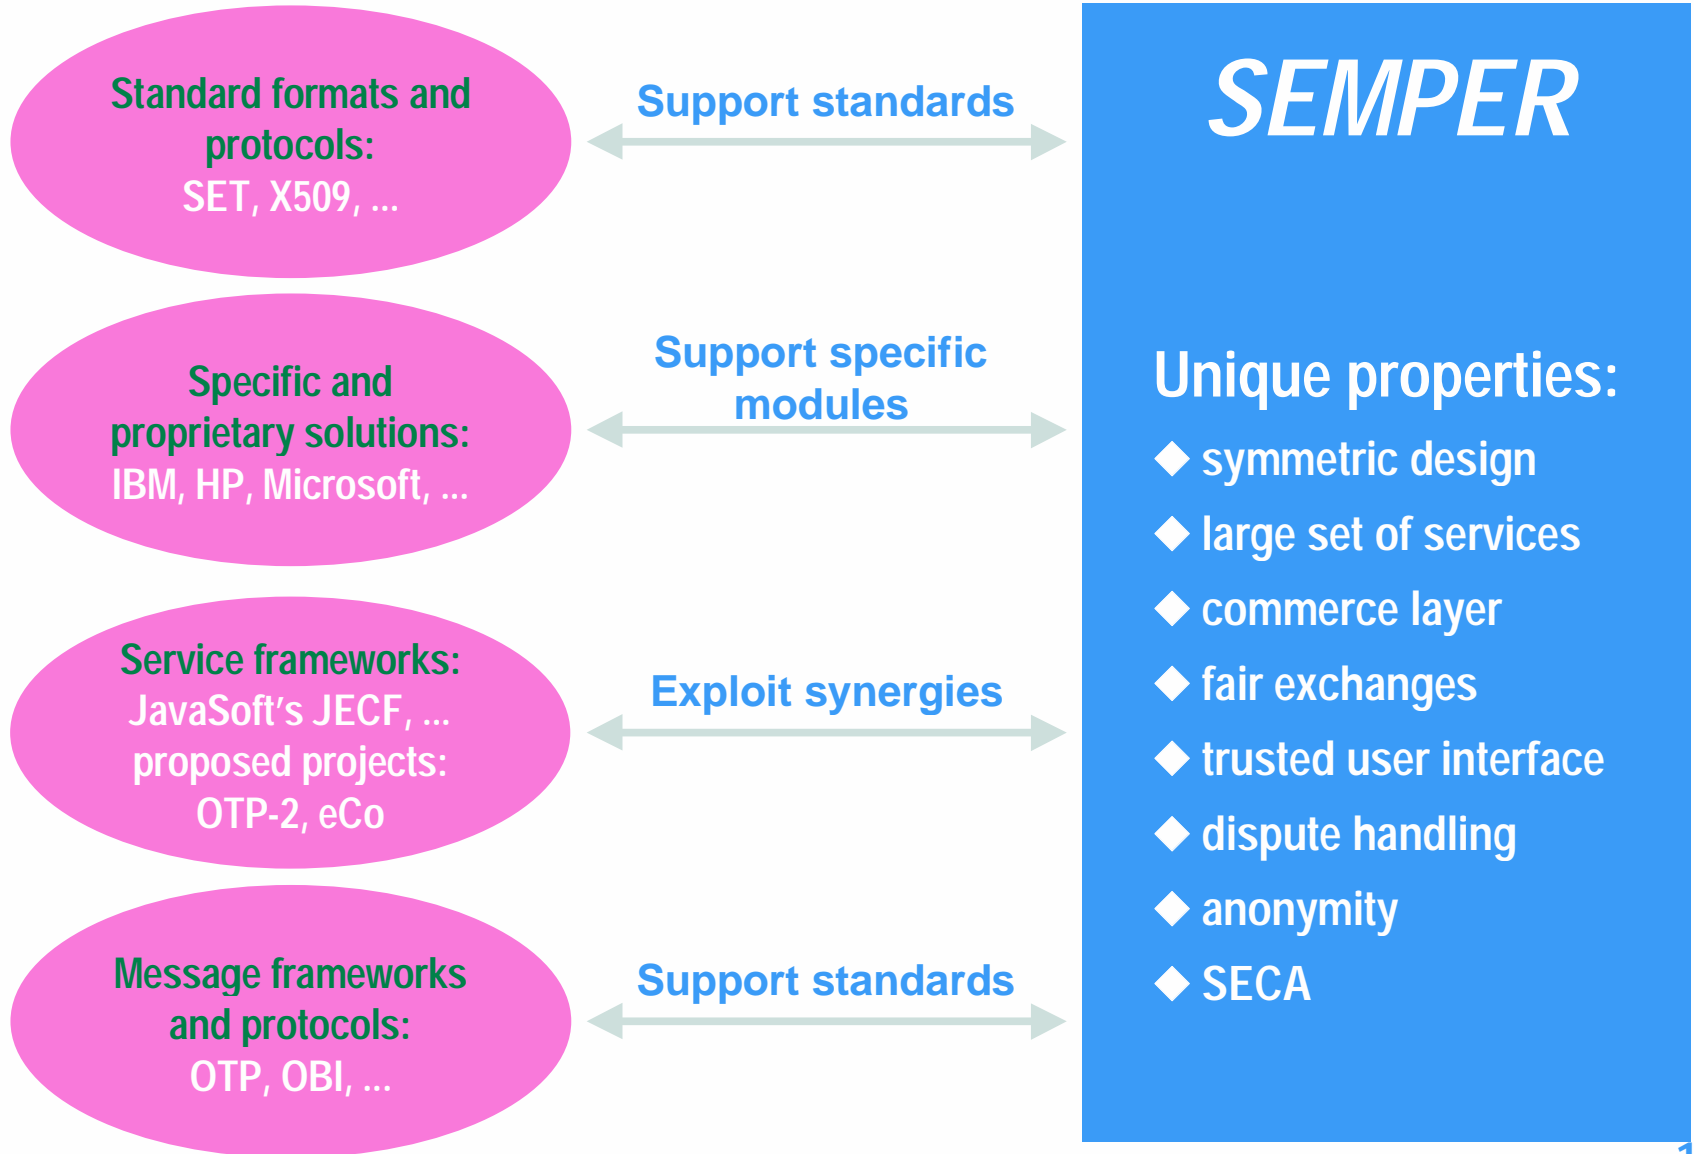 Standard formats and
protocols:
SET, X509, ...
Support standards
Specific and
proprietary solutions:
IBM, HP, Microsoft, ...
Support specific
modules
Service frameworks:
JavaSoft's JECF, ...
proposed projects:
OTP-2, eCo
Exploit synergies
Message frameworks
and protocols:
OTP, OBI, ...
Support standards
SEMPER
Unique properties:
symmetric design
large set of services
commerce layer
fair exchanges
trusted user interface
dispute handling
anonymity
SECA